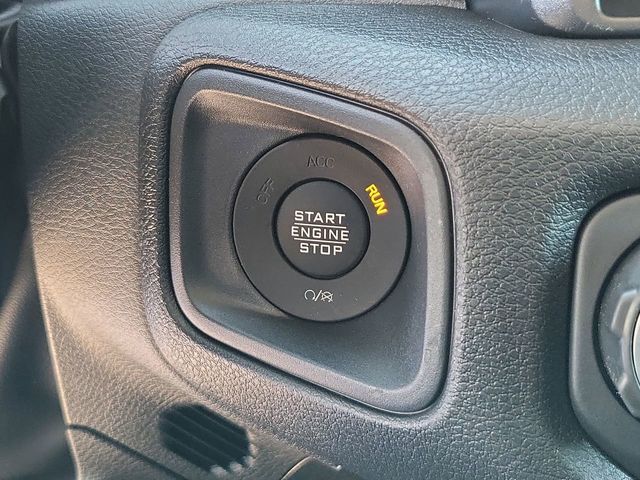 OFF
ACC
RUN
START
ENGINE
STOP